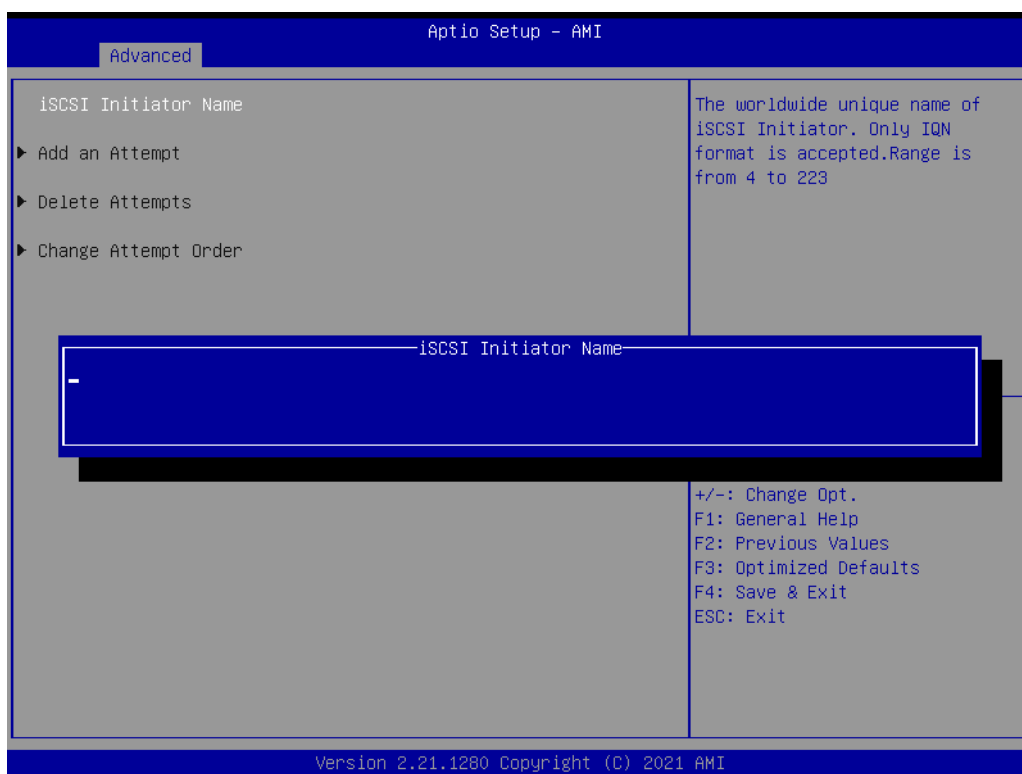 Aptio Setup – AMI
Advanced
iSCSI Initiator Name
▶ Add an Attempt
▶ Delete Attempts
▶ Change Attempt Order
The worldwide unique name of
iSCSI Initiator. Only IQN
format is accepted.Range is
from 4 to 223
iSCSI Initiator Name
+/-: Change Opt.
F1: General Help
F2: Previous Values
F3: Optimized Defaults
F4: Save & Exit
ESC: Exit
Version 2.21.1280 Copyright (C) 2021 AMI